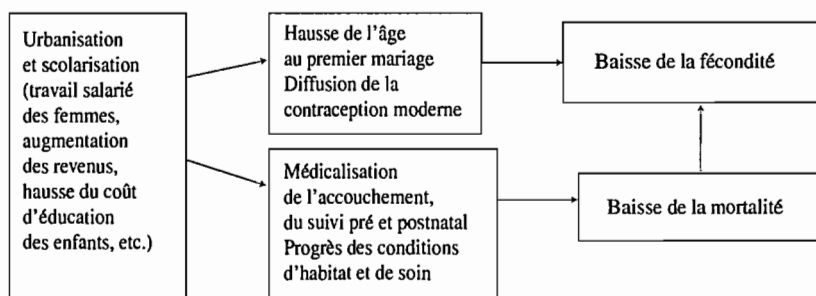 Urbanisation
et scolarisation
(travail salarié
des femmes,
augmentation
des revenus,
hausse du coût
d'éducation
des enfants, etc.)
Hausse de l'âge
au premier mariage
Diffusion de la
contraception moderne
Baisse de la fécondité
Médicalisation
de l'accouchement,
du suivi pré et postnatal
Progrès des conditions
d'habitat et de soin
Baisse de la mortalité